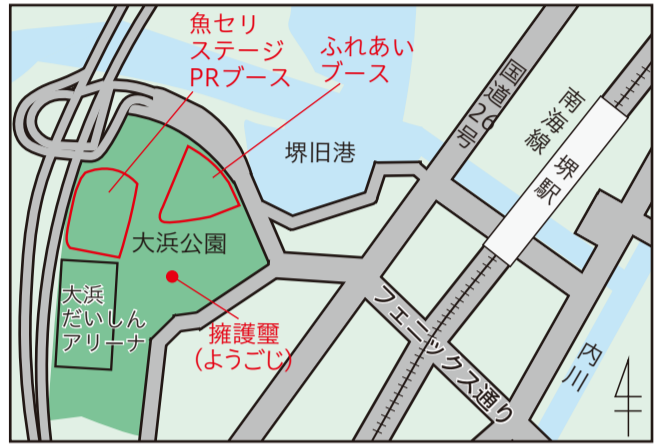 魚セリ
ステージ
PRブース
ふれあい
ブース
国道26号
南海線 堺駅
堺旧港
大浜公園
大浜
だいしん
アリーナ
擁護璽
(ようごじ)
フェニックス通り
内川